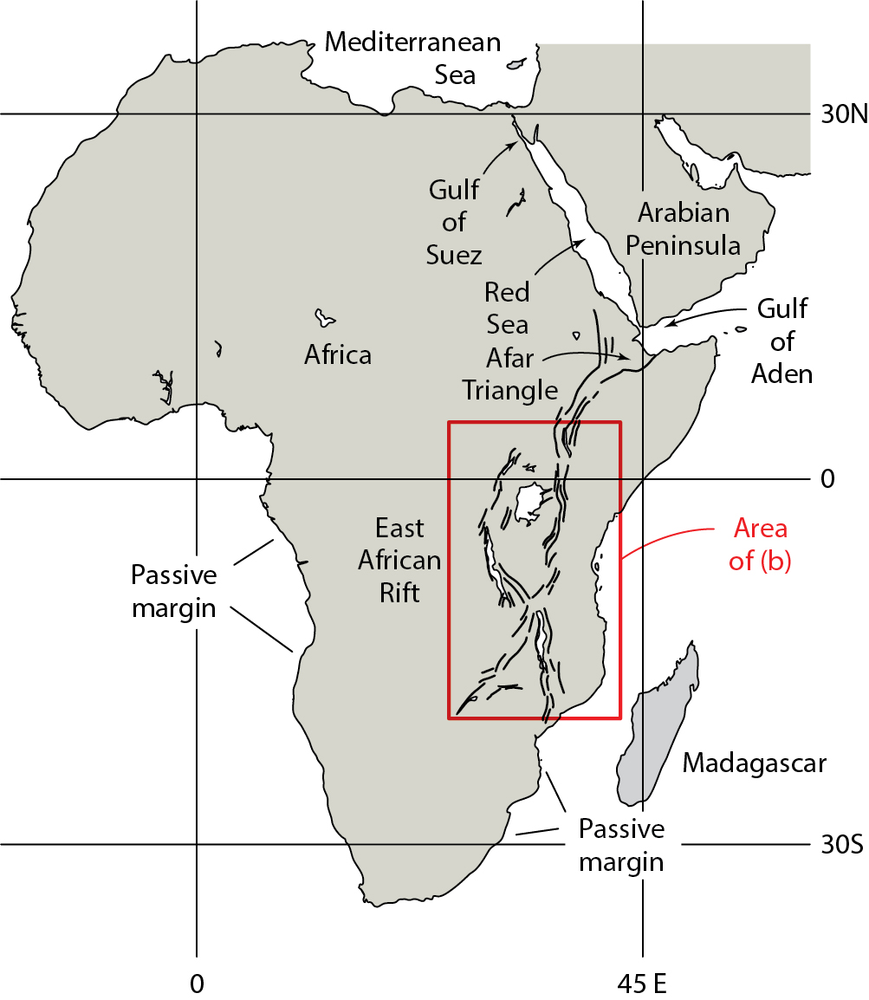 Mediterranean
Sea
30N
Gulf
of
Suez
Arabian
Peninsula
Red
Sea
Gulf
of
Aden
Africa
Afar
Triangle
0
East
African
Rift
Area
of (b)
Passive
margin
Madagascar
Passive
margin
30S
0
45 E